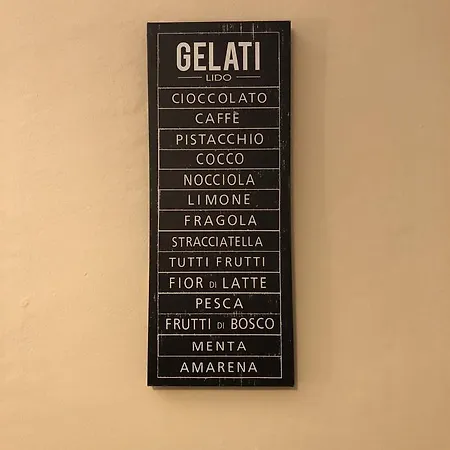 GELATI
LIDO
CIOCCOLATO
CAFFÈ
PISTACCHIO
COCCO
NOCCIOLA
LIMONE
FRAGOLA
STRACCIATELLA
TUTTI FRUTTI
FIOR DI LATTE
PESCA
FRUTTI DI BOSCO
MENTA
AMARENA